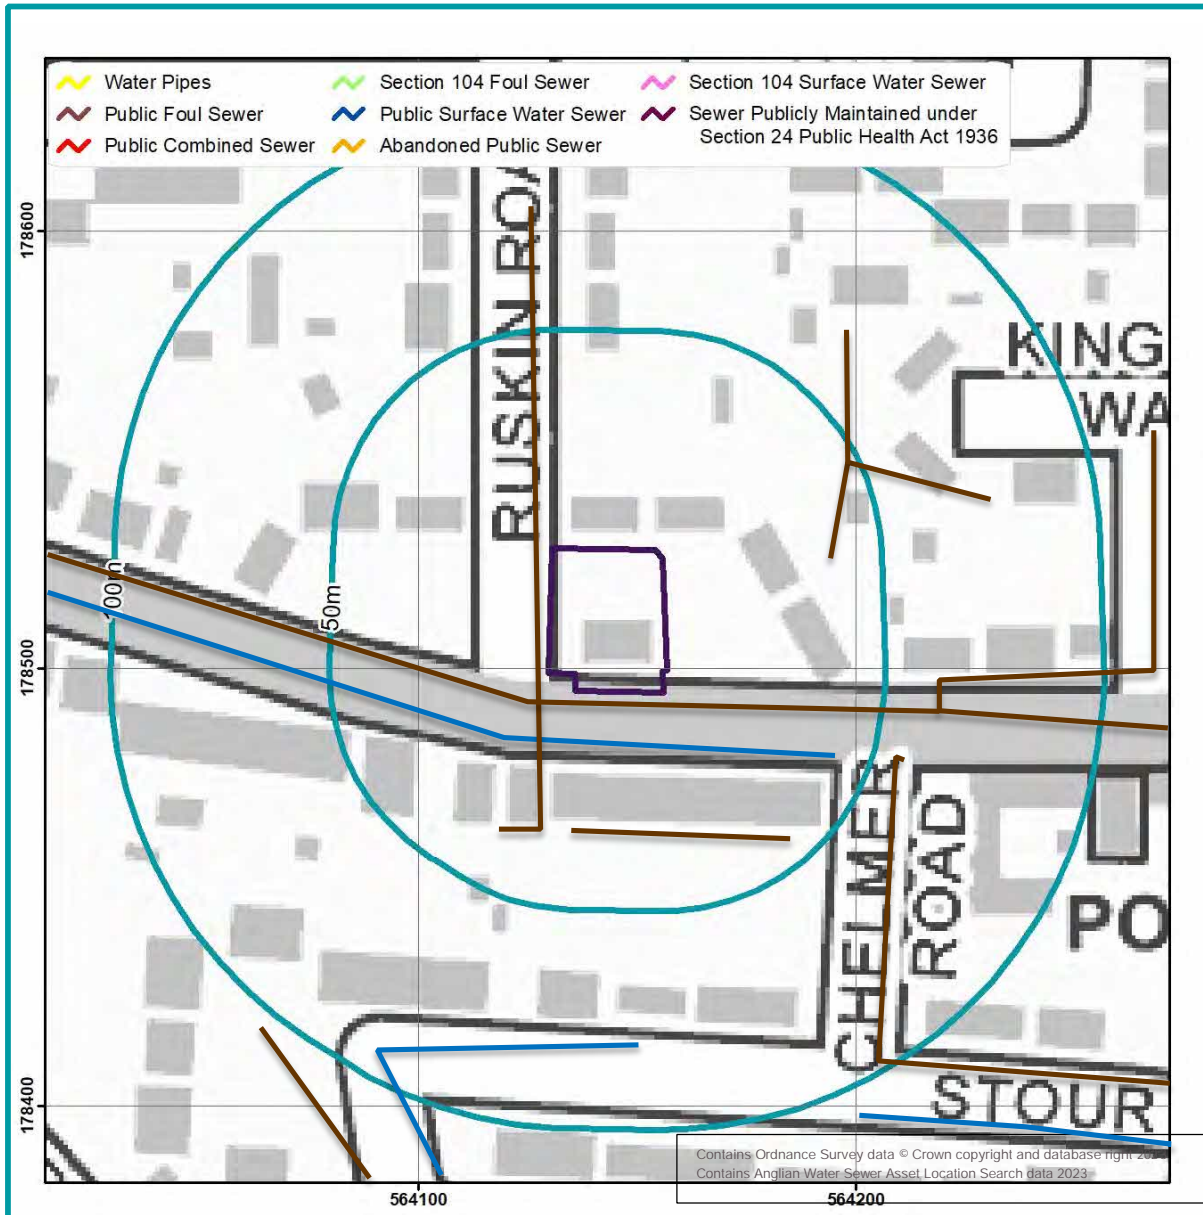 Water Pipes
Public Foul Sewer
Public Combined Sewer
Section 104 Foul Sewer
Public Surface Water Sewer
Abandoned Public Sewer
Section 104 Surface Water Sewer
Sewer Publicly Maintained under
Section 24 Public Health Act 1936
178600
RUSKIN ROA
KING
WA
100m
50m
178500
CHELMER
ROAD
PO
178400
STOUR
Contains Ordnance Survey data © Crown copyright and database right
Contains Anglian Water Sewer Asset Location Search data 2023
564100
564200